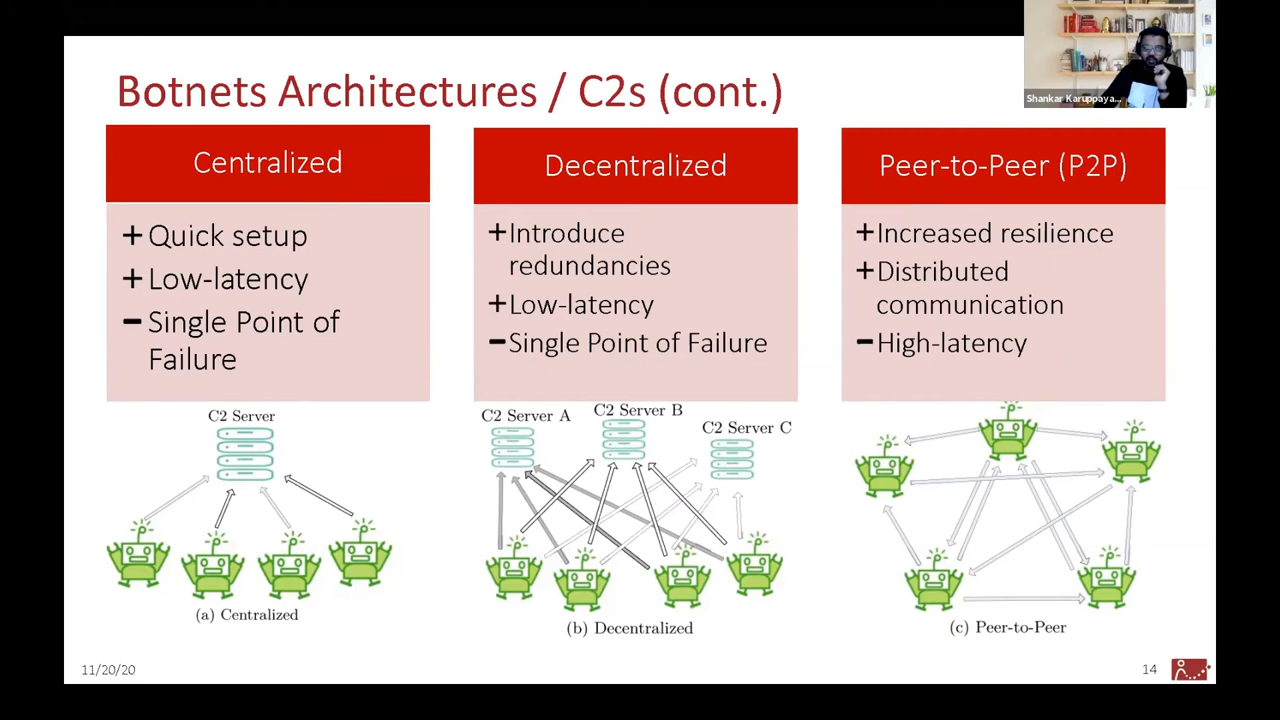 Shankar Karuppaya...
Botnets Architectures / C2s (cont.)
Centralized
+ Quick setup
+ Low-latency
- Single Point of
Failure
C2 Server
(a) Centralized
Decentralized
+ Introduce
redundancies
+ Low-latency
- Single Point of Failure
C2 Server A
C2 Server B
C2 Server C
(b) Decentralized
Peer-to-Peer (P2P)
+ Increased resilience
+ Distributed
communication
- High-latency
(c) Peer-to-Peer
11/20/20
14